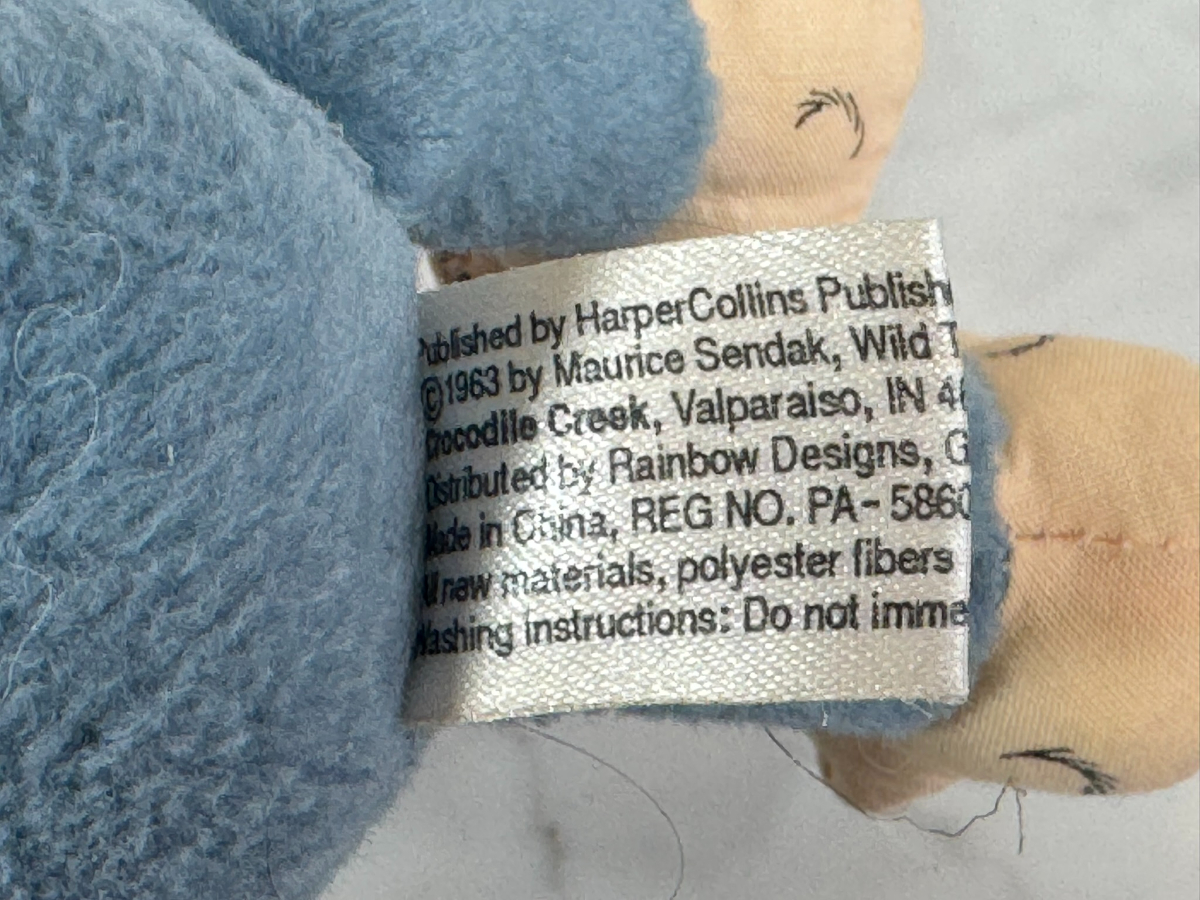 Published by HarperCollins Publish
©1963 by Maurice Sendak, Wild T
Crocodile Creek, Valparaiso, IN 4
Distributed by Rainbow Designs, G
Made in China, REG NO. PA-5860
All new materials, polyester fibers
Washing instructions: Do not imme